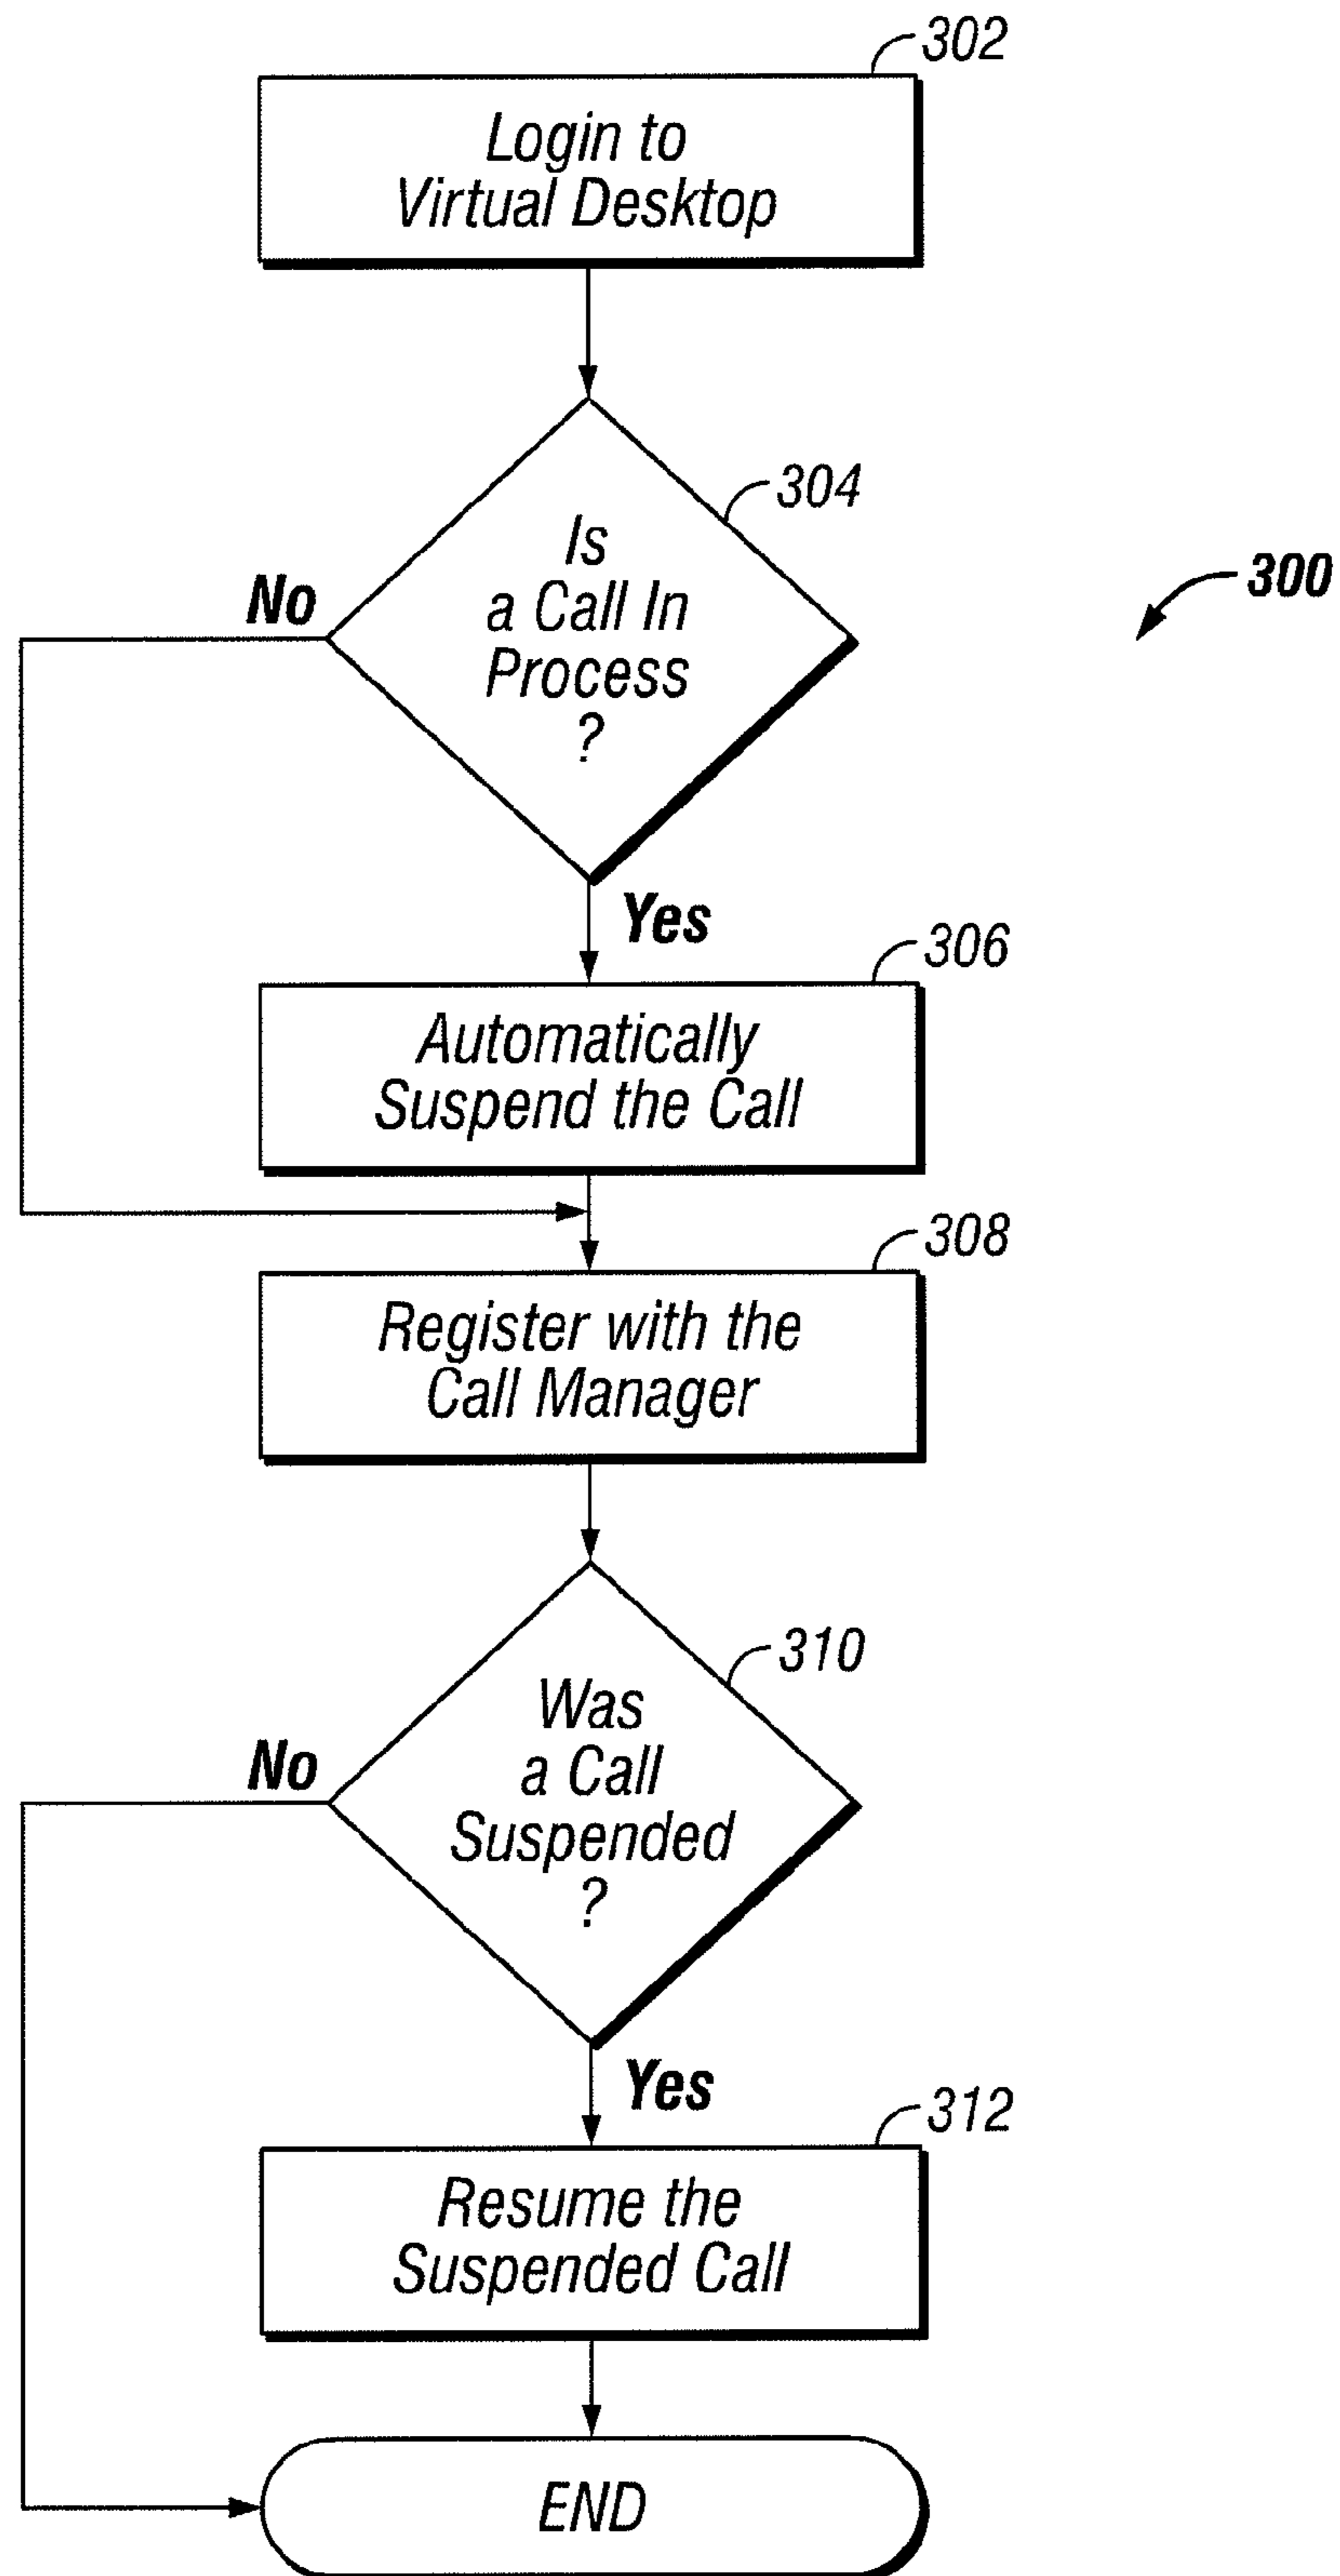 302
Login to
Virtual Desktop
304
Is
a Call In
Process
?
No
300
Yes
306
Automatically
Suspend the Call
308
Register with the
Call Manager
310
Was
a Call
Suspended
?
No
Yes
312
Resume the
Suspended Call
END